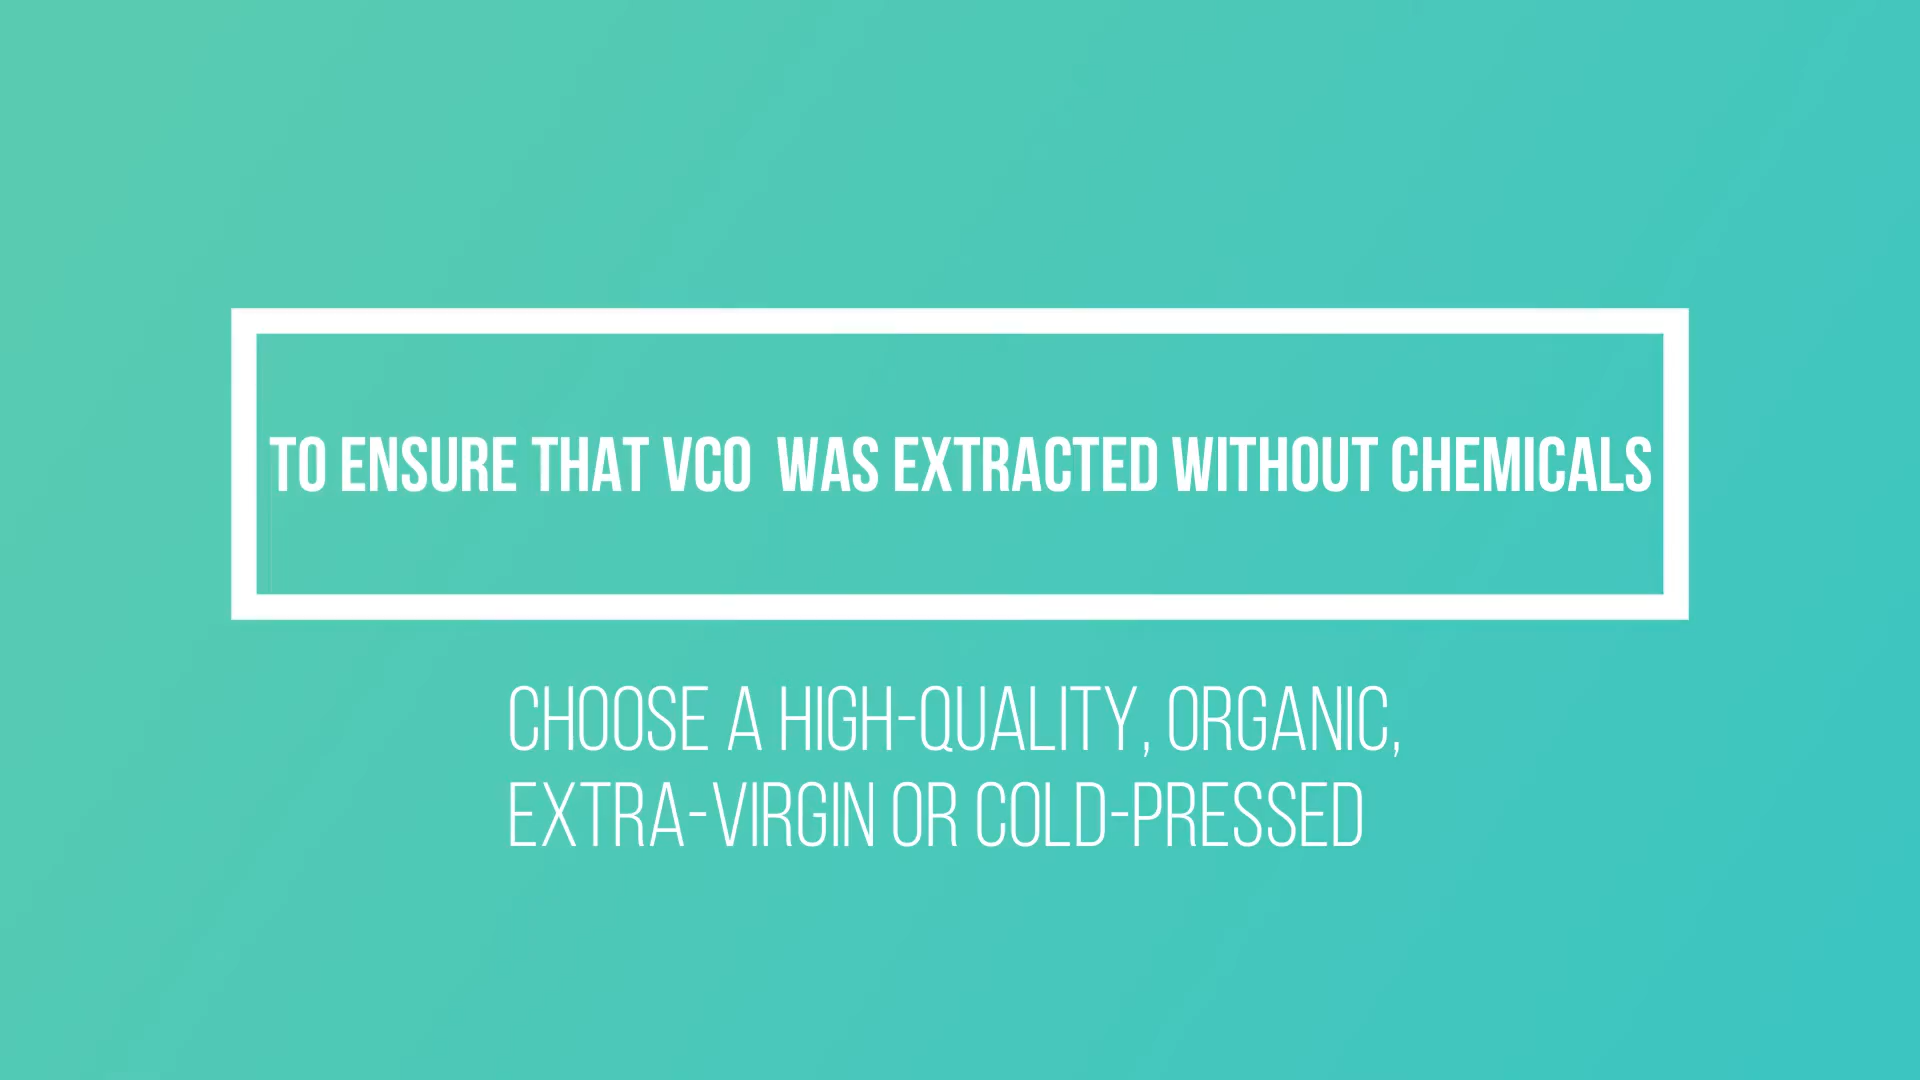 TO ENSURE THAT VCO  WAS EXTRACTED WITHOUT CHEMICALS
CHOOSE A HIGH-QUALITY, ORGANIC,
EXTRA-VIRGIN OR COLD-PRESSED